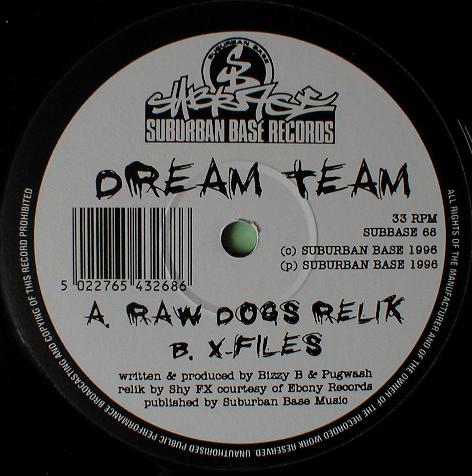 SUBURBAN BASE
SUBBASE
SUBURBAN BASE RECORDS
DREAM TEAM
33 RPM
SUBBASE 68
(c) SUBURBAN BASE 1996
(p) SUBURBAN BASE 1996
5 022765 432686
A. RAW DOGS RELIK
B. X-FILES
written & produced by Bizzy B & Pugwash
relik by Shy FX courtesy of Ebony Records
published by Suburban Base Music
ALL RIGHTS OF THE MANUFACTURER AND OF THE OWNER OF THE RECORDED WORK RESERVED. UNAUTHORISED PUBLIC PERFORMANCE BROADCASTING AND COPYING OF THIS RECORD PROHIBITED